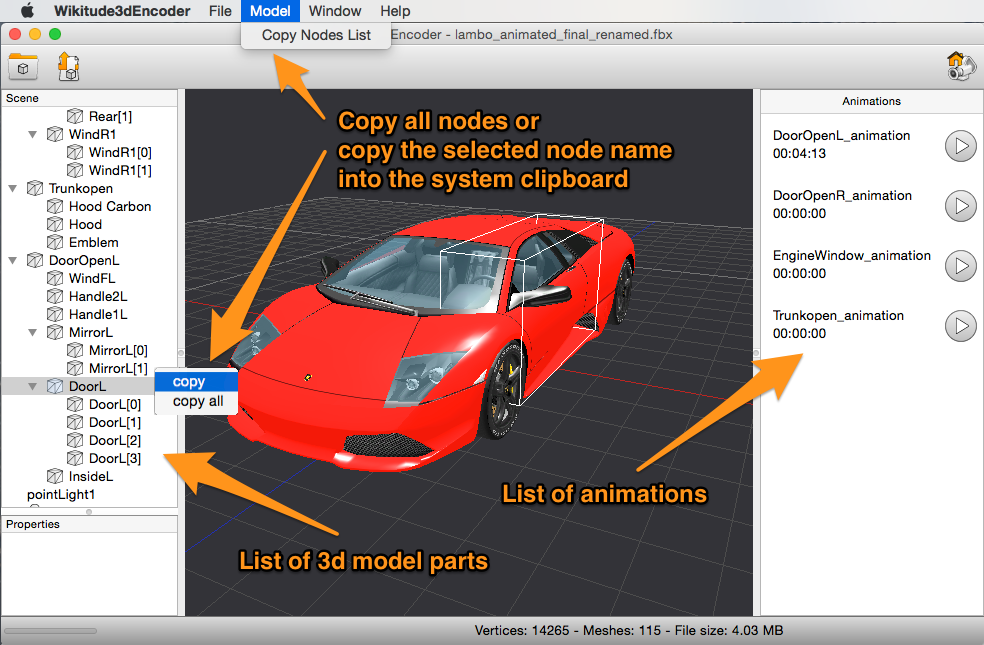 Wikitude3dEncoder File Model Window Help
Copy Nodes List
Encoder - lambo_animated_final_renamed.fbx
Scene
Rear[1]
WindR1
WindR1[0]
WindR1[1]
Trunkopen
Hood Carbon
Hood
Emblem
DoorOpenL
WindFL
Handle2L
Handle1L
MirrorL
MirrorL[0]
MirrorL[1]
DoorL
DoorL[0]
DoorL[1]
DoorL[2]
DoorL[3]
InsideL
pointLight1
copy
copy all
Properties
Copy all nodes or
copy the selected node name
into the system clipboard
List of 3d model parts
List of animations
Animations
DoorOpenL_animation
00:04:13
DoorOpenR_animation
00:00:00
EngineWindow_animation
00:00:00
Trunkopen_animation
00:00:00
Vertices: 14265 - Meshes: 115 - File size: 4.03 MB